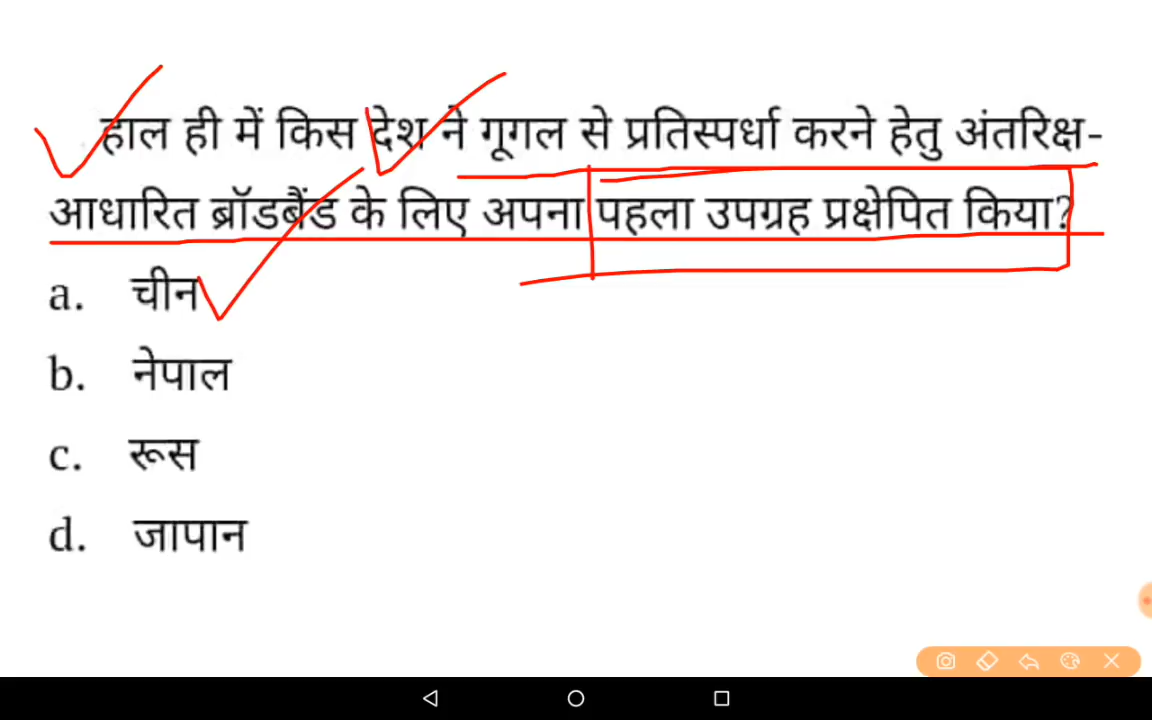 हाल ही में किस देश ने गूगल से प्रतिस्पर्धा करने हेतु अंतरिक्ष-
आधारित ब्रॉडबैंड के लिए अपना पहला उपग्रह प्रक्षेपित किया?
a. चीन
b. नेपाल
c. रूस
d. जापान